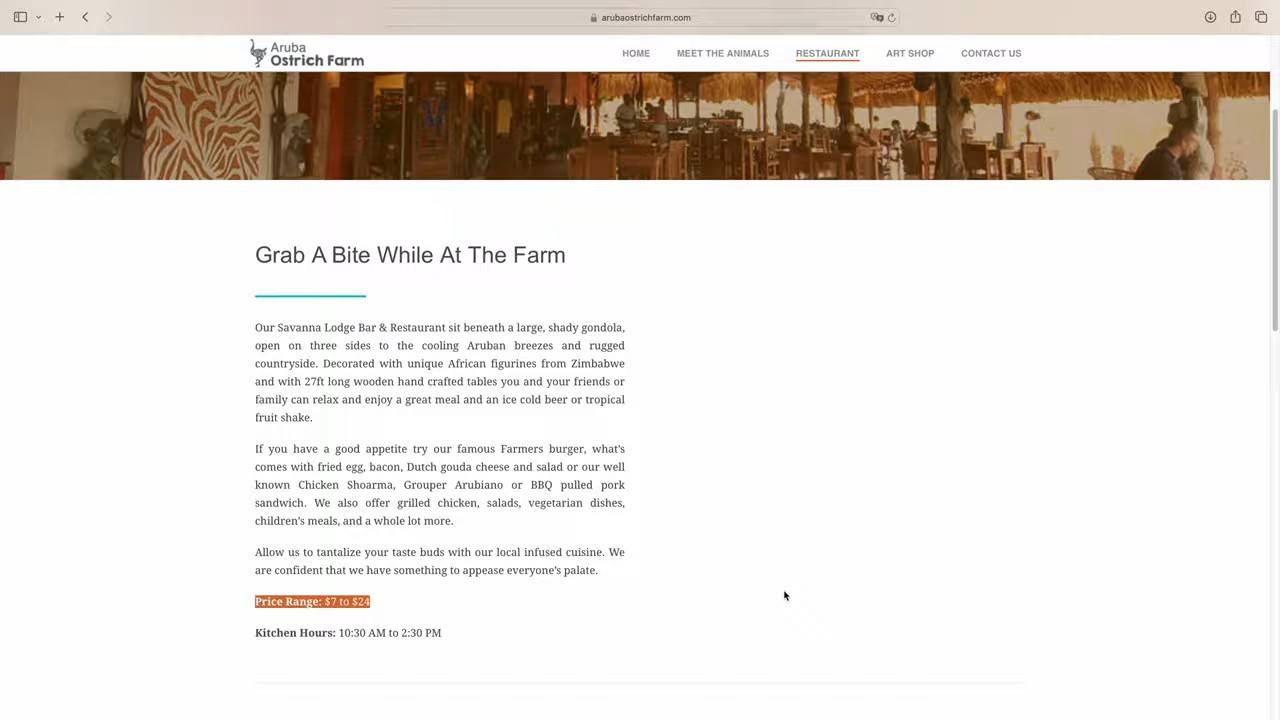 arubaostrichfarm.com
Aruba
Ostrich Farm
HOME
MEET THE ANIMALS
RESTAURANT
ART SHOP
CONTACT US
Grab A Bite While At The Farm
Our Savanna Lodge Bar & Restaurant sit beneath a large, shady gondola,
open on three sides to the cooling Aruban breezes and rugged
countryside. Decorated with unique African figurines from Zimbabwe
and with 27ft long wooden hand crafted tables you and your friends or
family can relax and enjoy a great meal and an ice cold beer or tropical
fruit shake.
If you have a good appetite try our famous Farmers burger, what's
comes with fried egg, bacon, Dutch gouda cheese and salad or our well
known Chicken Shoarma, Grouper Arubiano or BBQ pulled pork
sandwich. We also offer grilled chicken, salads, vegetarian dishes,
children's meals, and a whole lot more.
Allow us to tantalize your taste buds with our local infused cuisine. We
are confident that we have something to appease everyone's palate.
Price Range: $7 to $24
Kitchen Hours: 10:30 AM to 2:30 PM